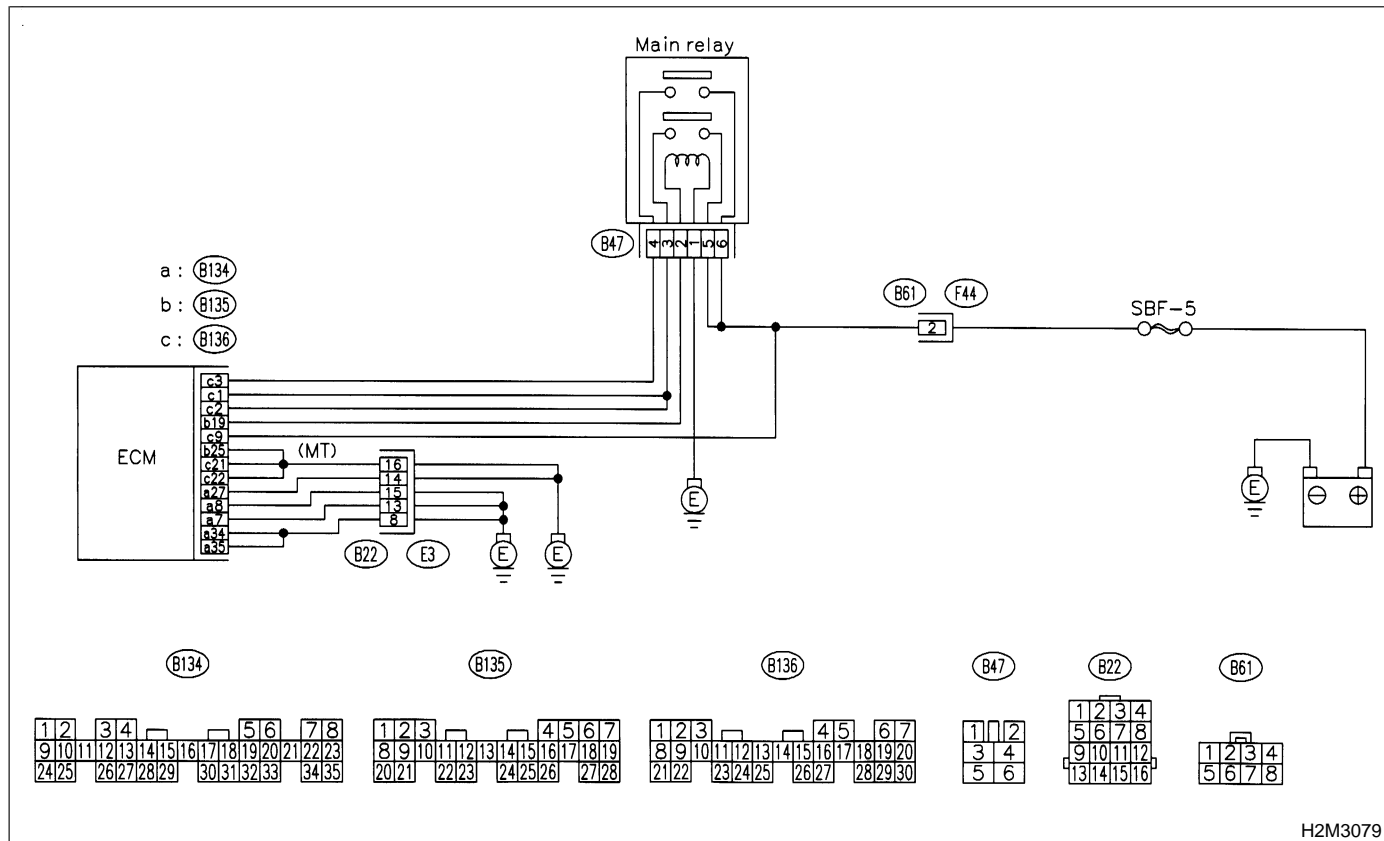 Main relay
B47
4 3 2 1 5 6
a : B134
b : B135
c : B136
B61 F44
2
SBF-5
ECM
c3
c1
c2
b19
c9
b25
c21
c22
a27
a8
a7
a34
a35
(MT)
16
14
15
13
8
B22 E3
E
E
E
E
⊖ ⊕
B134
1 2 3 4 5 6 7 8
9 10 11 12 13 14 15 16 17 18 19 20 21 22 23
24 25 26 27 28 29 30 31 32 33 34 35
B135
1 2 3 4 5 6 7
8 9 10 11 12 13 14 15 16 17 18 19
20 21 22 23 24 25 26 27 28
B136
1 2 3 4 5 6 7
8 9 10 11 12 13 14 15 16 17 18 19 20
21 22 23 24 25 26 27 28 29 30
B47
1 2
3 4
5 6
B22
1 2 3 4
5 6 7 8
9 10 11 12
13 14 15 16
B61
1 2 3 4
5 6 7 8
H2M3079